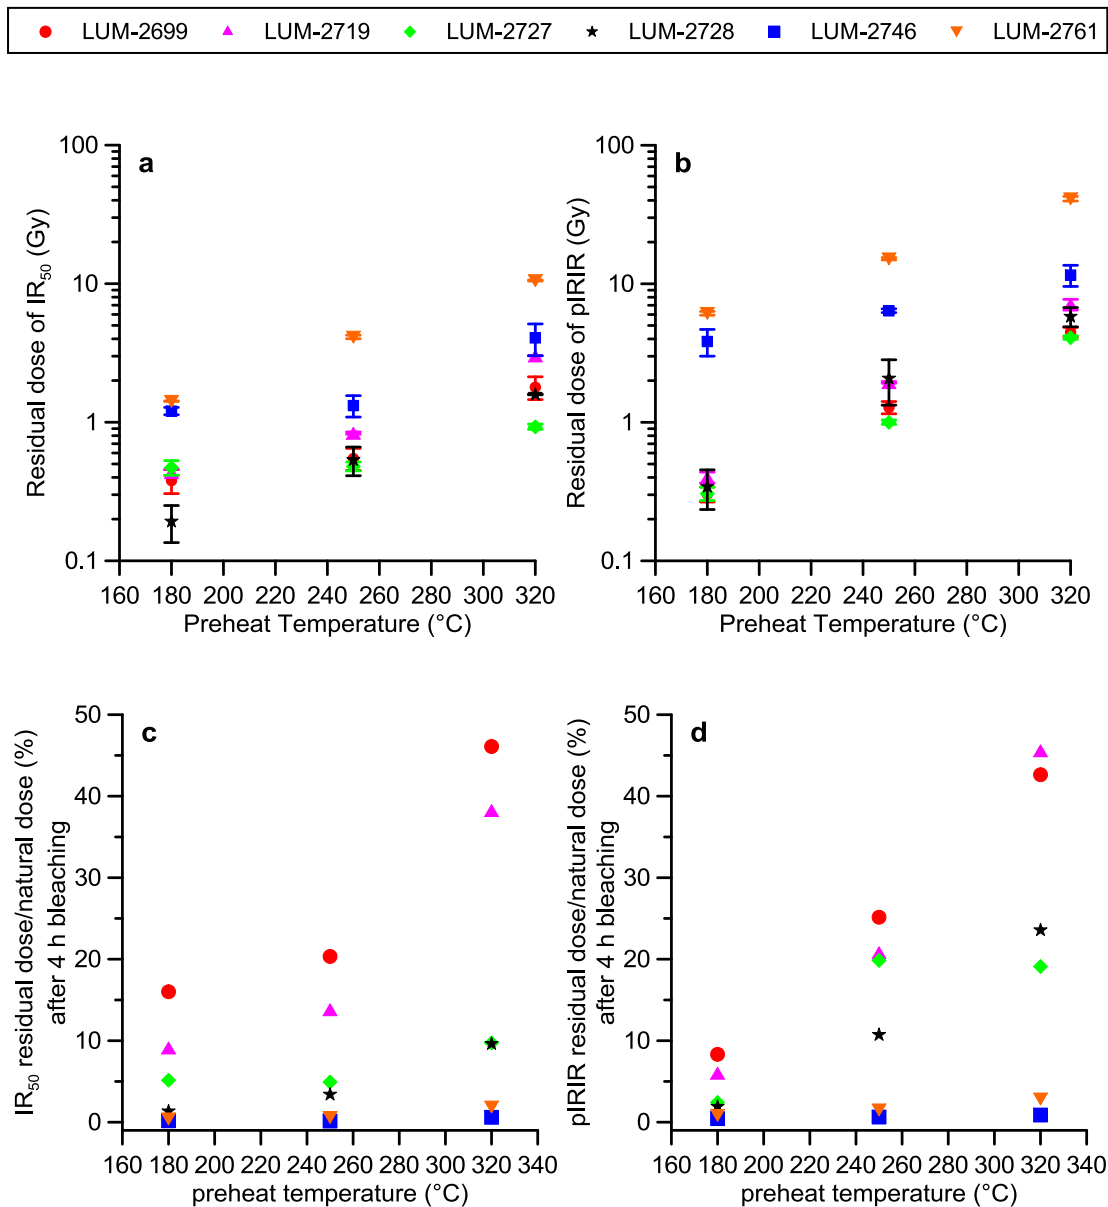 LUM-2699 LUM-2719 LUM-2727 LUM-2728 LUM-2746 LUM-2761
a
Residual dose of IR₅₀ (Gy)
100
10
1
0.1
160 180 200 220 240 260 280 300 320
Preheat Temperature (°C)
b
Residual dose of pIRIR (Gy)
100
10
1
0.1
160 180 200 220 240 260 280 300 320
Preheat Temperature (°C)
c
IR₅₀ residual dose/natural dose (%)
after 4 h bleaching
50
40
30
20
10
0
160 180 200 220 240 260 280 300 320 340
preheat temperature (°C)
d
pIRIR residual dose/natural dose (%)
after 4 h bleaching
50
40
30
20
10
0
160 180 200 220 240 260 280 300 320 340
preheat temperature (°C)